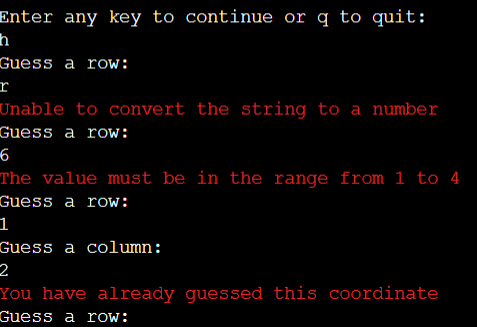 Enter any key to continue or q to quit:
h
Guess a row:
r
Unable to convert the string to a number
Guess a row:
6
The value must be in the range from 1 to 4
Guess a row:
1
Guess a column:
2
You have already guessed this coordinate
Guess a row: